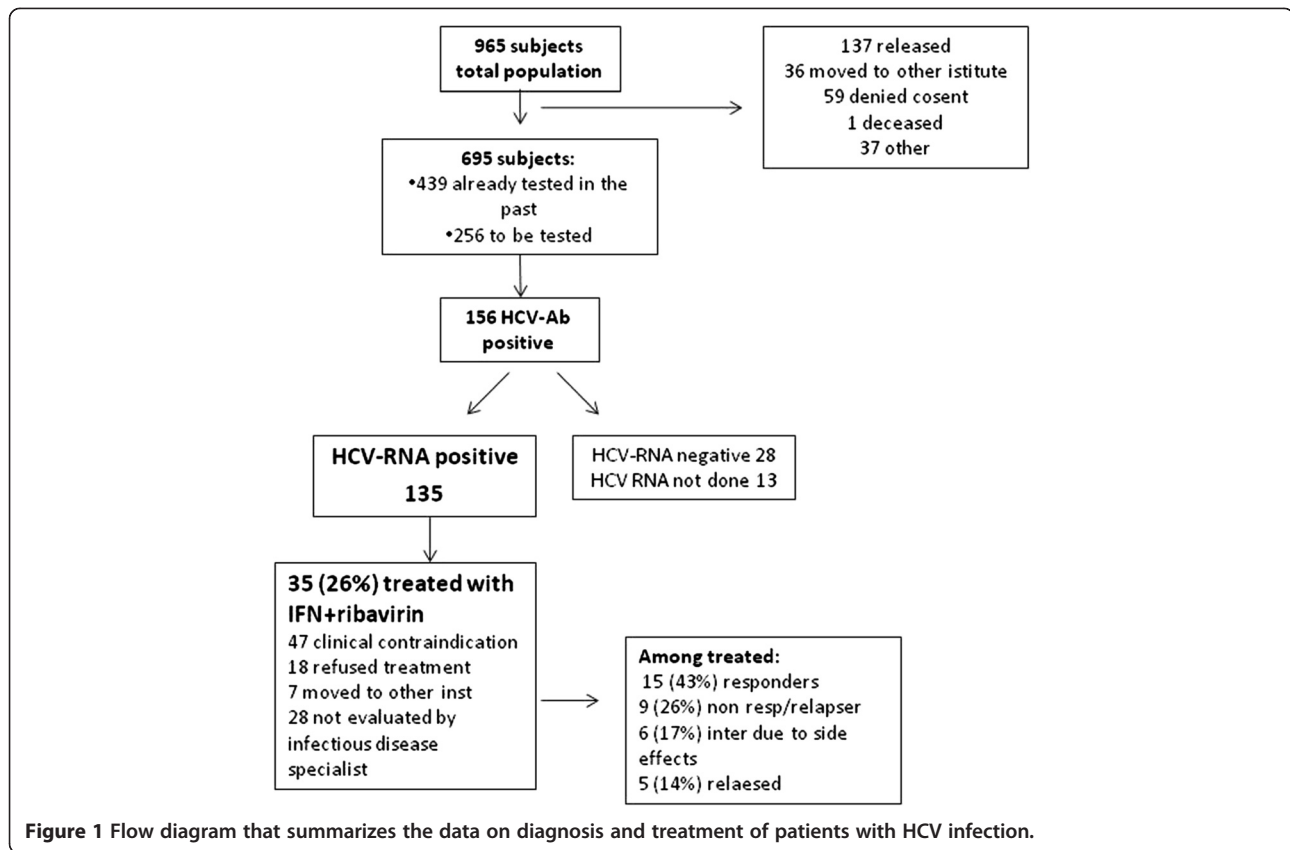 965 subjects
total population
137 released
36 moved to other istitute
59 denied cosent
1 deceased
37 other
695 subjects:
•439 already tested in the
past
•256 to be tested
156 HCV-Ab
positive
HCV-RNA positive
135
HCV-RNA negative 28
HCV RNA not done 13
35 (26%) treated with
IFN+ribavirin
47 clinical contraindication
18 refused treatment
7 moved to other inst
28 not evaluated by
infectious disease
specialist
Among treated:
15 (43%) responders
9 (26%) non resp/relapser
6 (17%) inter due to side
effects
5 (14%) relaesed
Figure 1 Flow diagram that summarizes the data on diagnosis and treatment of patients with HCV infection.